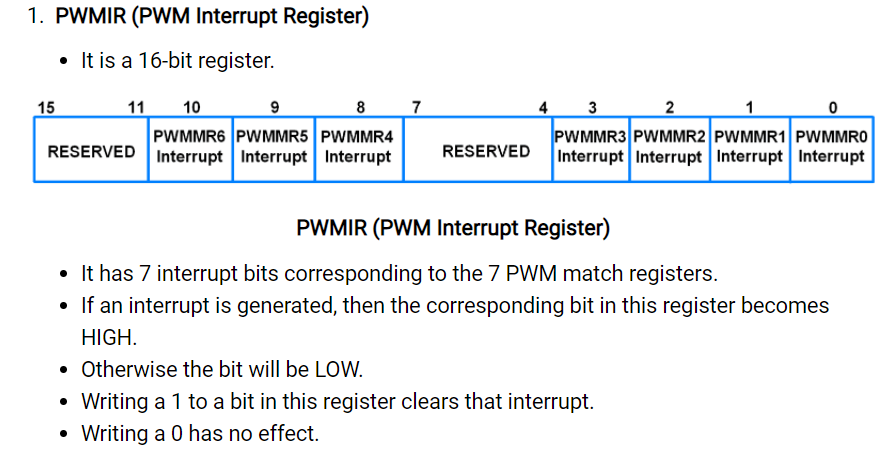 1. PWMIR (PWM Interrupt Register)
• It is a 16-bit register.
15 11 10 9 8 7 4 3 2 1 0
RESERVED PWMMR6 Interrupt PWMMR5 Interrupt PWMMR4 Interrupt RESERVED PWMMR3 Interrupt PWMMR2 Interrupt PWMMR1 Interrupt PWMMR0 Interrupt
PWMIR (PWM Interrupt Register)
• It has 7 interrupt bits corresponding to the 7 PWM match registers.
• If an interrupt is generated, then the corresponding bit in this register becomes
HIGH.
• Otherwise the bit will be LOW.
• Writing a 1 to a bit in this register clears that interrupt.
• Writing a 0 has no effect.